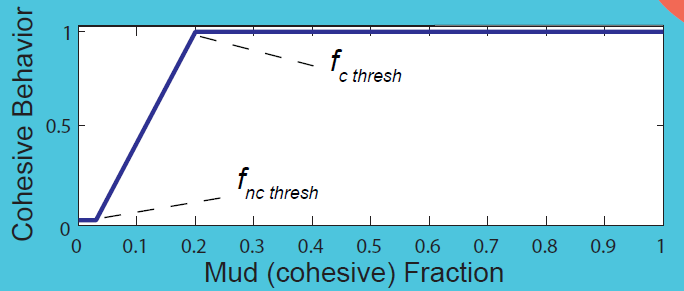 Cohesive Behavior
1
0.5
0
f c thresh
f nc thresh
0 0.1 0.2 0.3 0.4 0.5 0.6 0.7 0.8 0.9 1
Mud (cohesive) Fraction